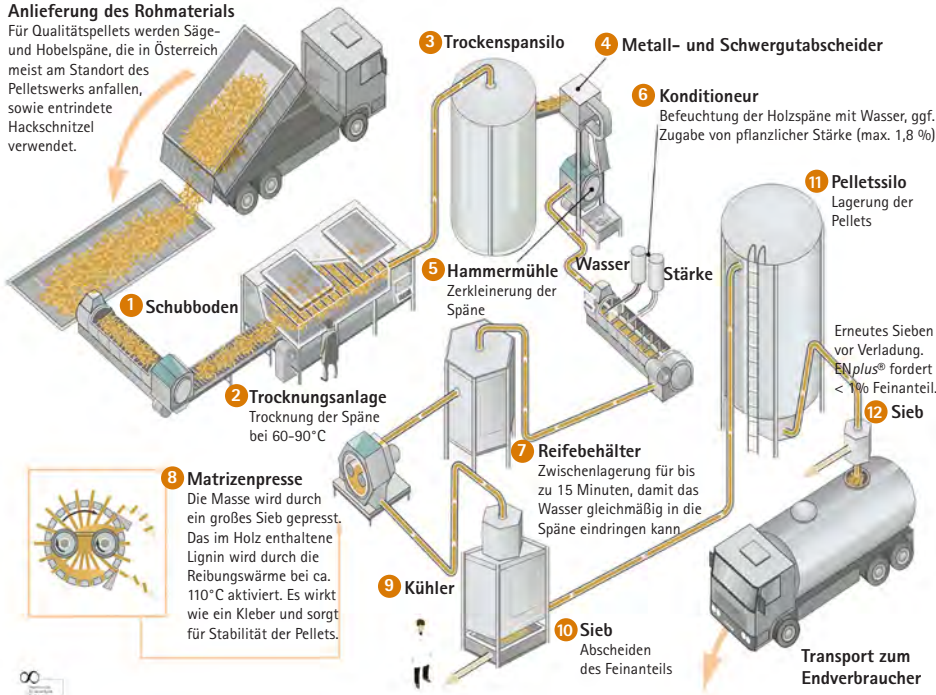 Anlieferung des Rohmaterials
Für Qualitätspellets werden Säge-
und Hobelspäne, die in Österreich
meist am Standort des
Pelletswerks anfallen,
sowie entrindete
Hackschnitzel
verwendet.
1 Schubboden
2 Trocknungsanlage
Trocknung der Späne
bei 60-90°C
3 Trockenspansilo
4 Metall- und Schwergutabscheider
5 Hammermühle
Zerkleinerung der
Späne
6 Konditioneur
Befeuchtung der Holzspäne mit Wasser, ggf.
Zugabe von pflanzlicher Stärke (max. 1,8 %)
Wasser
Stärke
7 Reifebehälter
Zwischenlagerung für bis
zu 15 Minuten, damit das
Wasser gleichmäßig in die
Späne eindringen kann
8 Matrizenpresse
Die Masse wird durch
ein großes Sieb gepresst.
Das im Holz enthaltene
Lignin wird durch die
Reibungswärme bei ca.
110°C aktiviert. Es wirkt
wie ein Kleber und sorgt
für Stabilität der Pellets.
9 Kühler
10 Sieb
Abscheiden
des Feinanteils
11 Pelletssilo
Lagerung der
Pellets
Erneutes Sieben
vor Verladung.
ENplus® fordert
< 1% Feinanteil.
12 Sieb
Transport zum
Endverbraucher